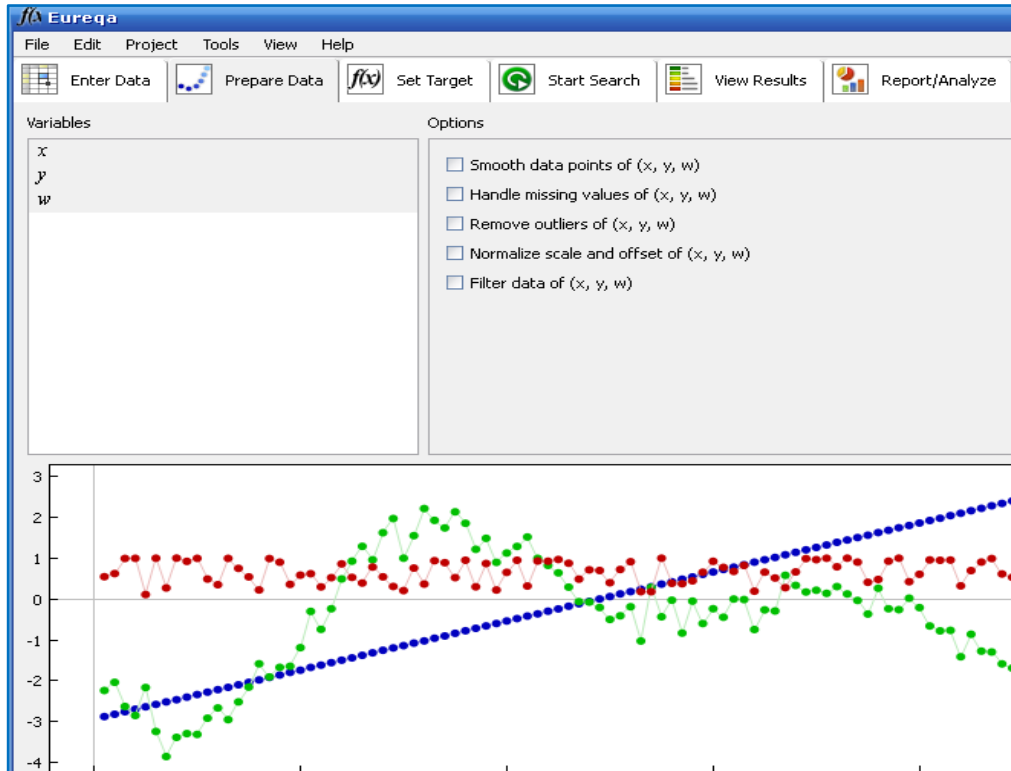 f(x Eureqa
File Edit Project Tools View Help
Enter Data Prepare Data f(x) Set Target Start Search View Results Report/Analyze
Variables
x
y
w
Options
Smooth data points of (x, y, w)
Handle missing values of (x, y, w)
Remove outliers of (x, y, w)
Normalize scale and offset of (x, y, w)
Filter data of (x, y, w)
3
2
1
0
-1
-2
-3
-4